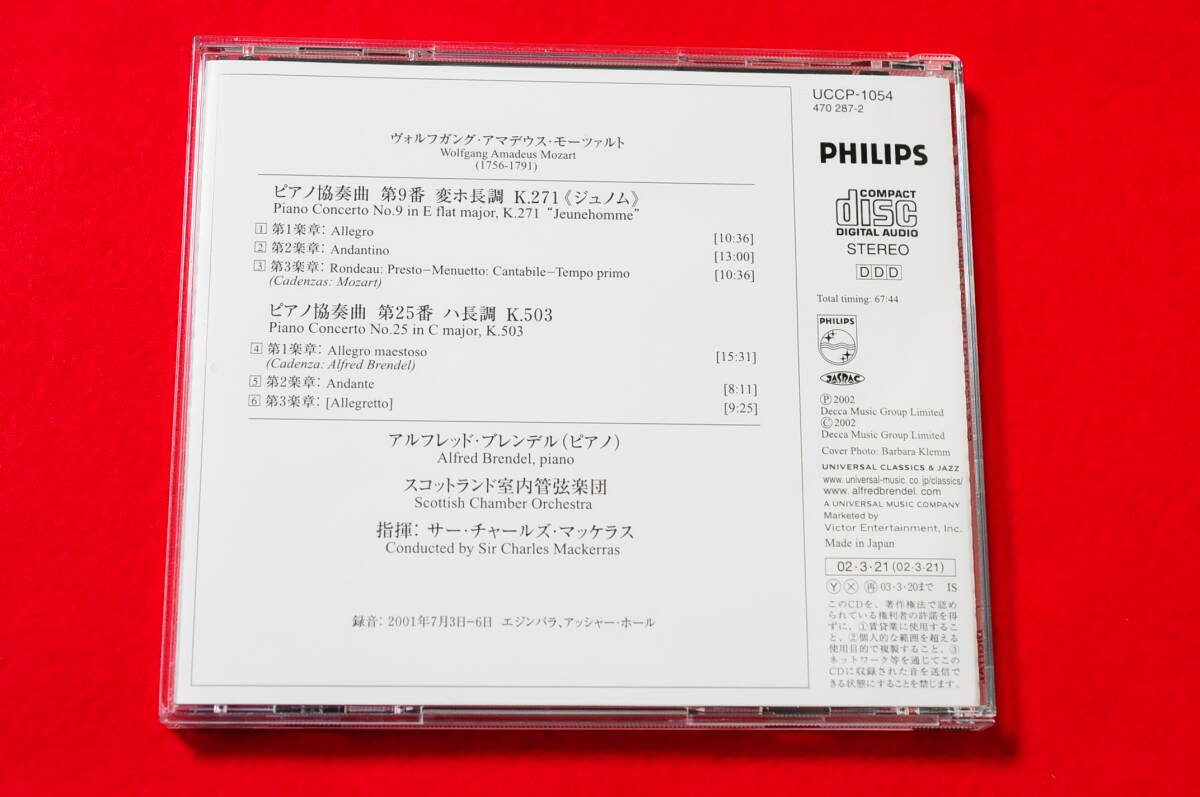 ヴォルフガング・アマデウス・モーツァルト
Wolfgang Amadeus Mozart
(1756-1791)
ピアノ協奏曲 第9番 変ホ長調 K.271《ジュノム》
Piano Concerto No.9 in E flat major, K.271 “Jeunehomme”
1 第1楽章: Allegro [10:36]
2 第2楽章: Andantino [13:00]
3 第3楽章: Rondeau: Presto–Menuetto: Cantabile–Tempo primo [10:36]
(Cadenzas: Mozart)
ピアノ協奏曲 第25番 ハ長調 K.503
Piano Concerto No.25 in C major, K.503
4 第1楽章: Allegro maestoso [15:31]
(Cadenza: Alfred Brendel)
5 第2楽章: Andante [8:11]
6 第3楽章: [Allegretto] [9:25]
アルフレッド・ブレンデル(ピアノ)
Alfred Brendel, piano
スコットランド室内管弦楽団
Scottish Chamber Orchestra
指揮: サー・チャールズ・マッケラス
Conducted by Sir Charles Mackerras
録音: 2001年7月3日–6日 エジンバラ、アッシャー・ホール
UCCP-1054
470 287-2
PHILIPS
COMPACT
disc
DIGITAL AUDIO
STEREO
DDD
Total timing: 67:44
PHILIPS
JASRAC
Ⓟ2002
Decca Music Group Limited
©2002
Decca Music Group Limited
Cover Photo: Barbara Klemm
UNIVERSAL CLASSICS & JAZZ
www.universal-music.co.jp/classics/
www.alfredbrendel.com
A UNIVERSAL MUSIC COMPANY
Marketed by
Victor Entertainment, Inc.
Made in Japan
02・3・21 (02・3・21)
Ⓨ Ⓧ 再 03・3・20まで IS
このCDを、著作権法で認め
られている権利者の許諾を得
ずに、①賃貸業に使用するこ
と、②個人的な範囲を超える
使用目的で複製すること、③
ネットワーク等を通じてこの
CDに収録された音を送信で
きる状態にすることを禁じます。